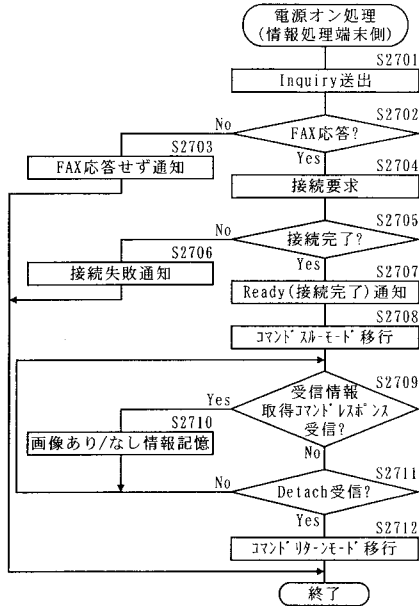 電源オン処理
(情報処理端末側)
S2701
Inquiry送出
S2702
No
FAX応答?
S2703
Yes
S2704
FAX応答せず通知
接続要求
S2705
No
接続完了?
S2706
Yes
S2707
接続失敗通知
Ready(接続完了)通知
S2708
コマンドスルーモード移行
S2709
Yes
受信情報
取得コマンドレスポンス
受信?
S2710
画像あり/なし情報記憶
No
S2711
No
Detach受信?
Yes
S2712
コマンドリターンモード移行
終了